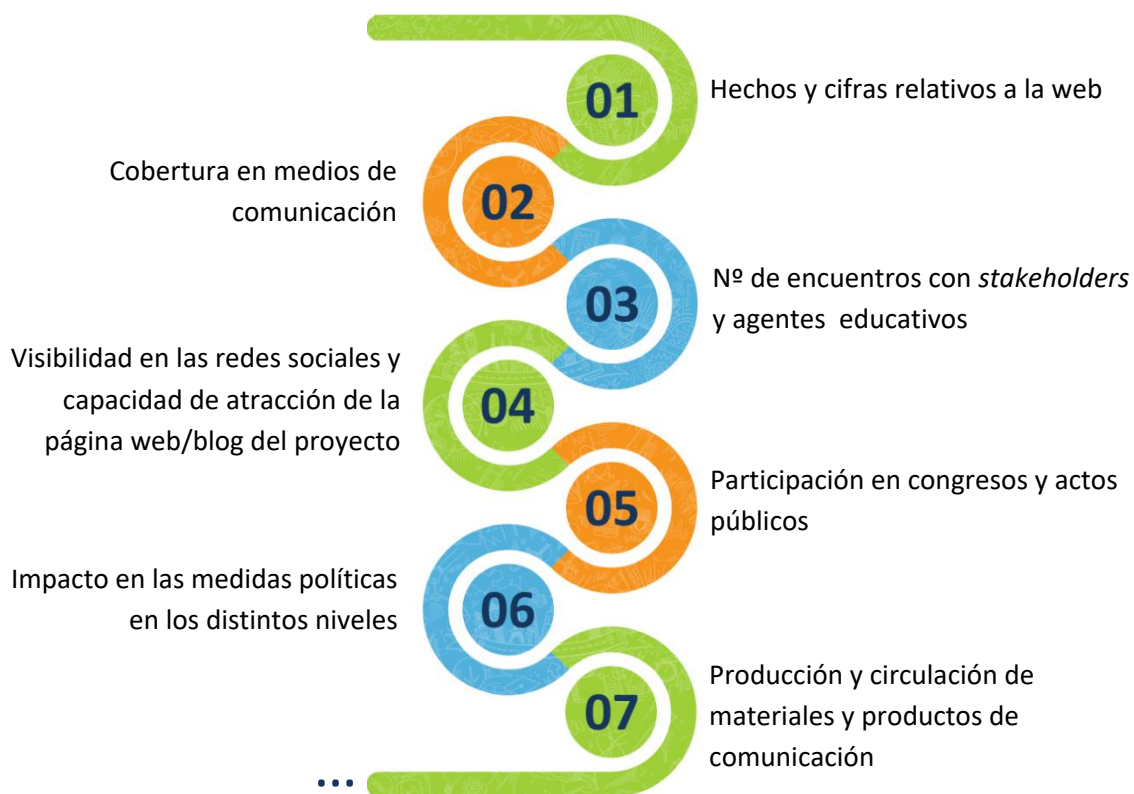 01
Hechos y cifras relativos a la web
Cobertura en medios de
comunicación
02
03
Nº de encuentros con stakeholders
y agentes educativos
Visibilidad en las redes sociales y
capacidad de atracción de la
página web/blog del proyecto
04
05
Participación en congresos y actos
públicos
Impacto en las medidas políticas
en los distintos niveles
06
07
Producción y circulación de
materiales y productos de
comunicación
...